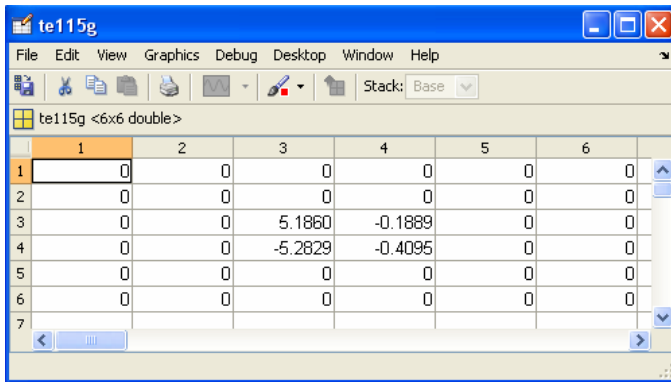 te115g
File Edit View Graphics Debug Desktop Window Help
Stack: Base
te115g <6x6 double>
1 2 3 4 5 6
1 0 0 0 0 0 0
2 0 0 0 0 0 0
3 0 0 5.1860 -0.1889 0 0
4 0 0 -5.2829 -0.4095 0 0
5 0 0 0 0 0 0
6 0 0 0 0 0 0
7